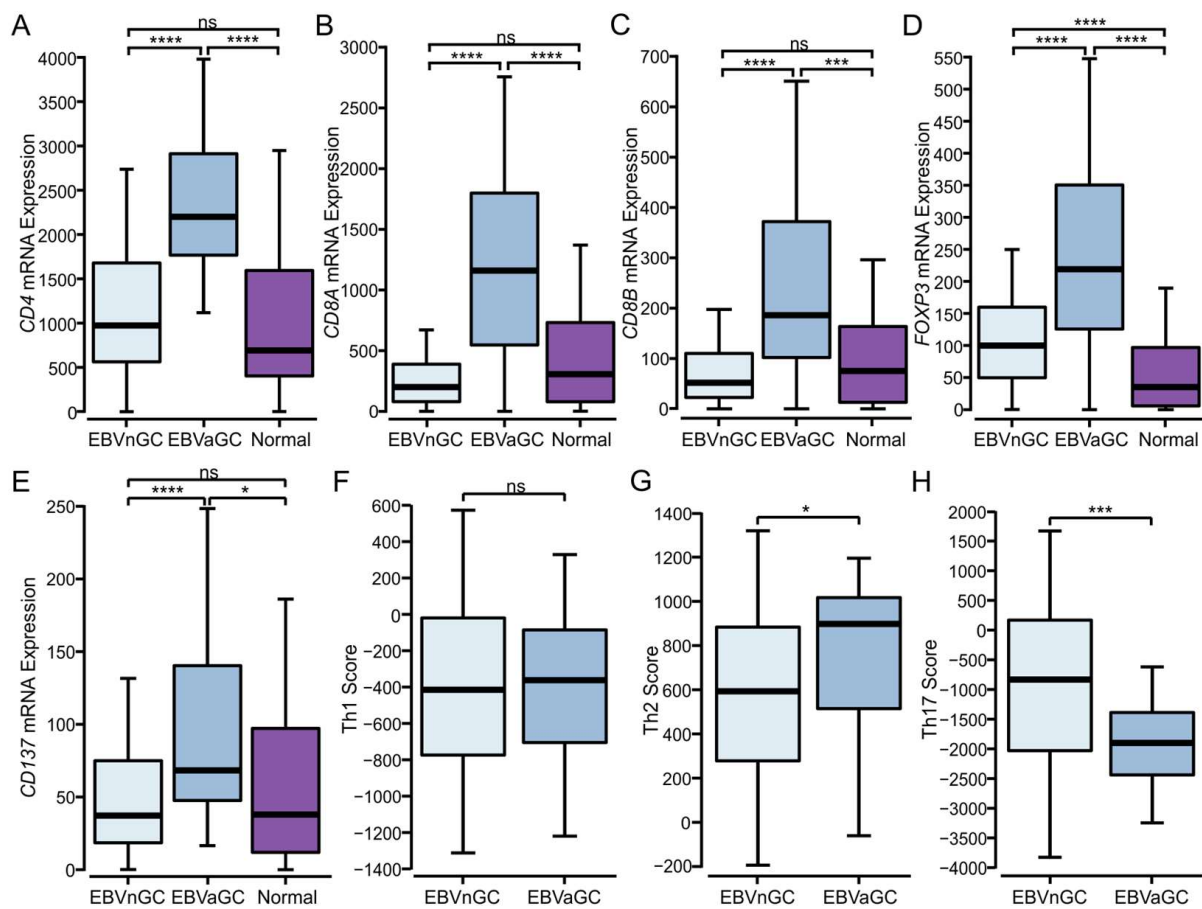 A
ns
**** ****
CD4 mRNA Expression
4000
3500
3000
2500
2000
1500
1000
500
0
EBVnGC EBVaGC Normal
B
ns
**** ****
CD8A mRNA Expression
3000
2500
2000
1500
1000
500
0
EBVnGC EBVaGC Normal
C
ns
**** ***
CD8B mRNA Expression
700
600
500
400
300
200
100
0
EBVnGC EBVaGC Normal
D
****
**** ****
FOXP3 mRNA Expression
550
500
450
400
350
300
250
200
150
100
50
0
EBVnGC EBVaGC Normal
E
ns
**** *
CD137 mRNA Expression
250
200
150
100
50
0
EBVnGC EBVaGC Normal
F
ns
Th1 Score
600
400
200
0
−200
−400
−600
−800
−1000
−1200
−1400
EBVnGC EBVaGC
G
*
Th2 Score
1400
1200
1000
800
600
400
200
0
−200
EBVnGC EBVaGC
H
***
Th17 Score
2000
1500
1000
500
0
−500
−1000
−1500
−2000
−2500
−3000
−3500
−4000
EBVnGC EBVaGC